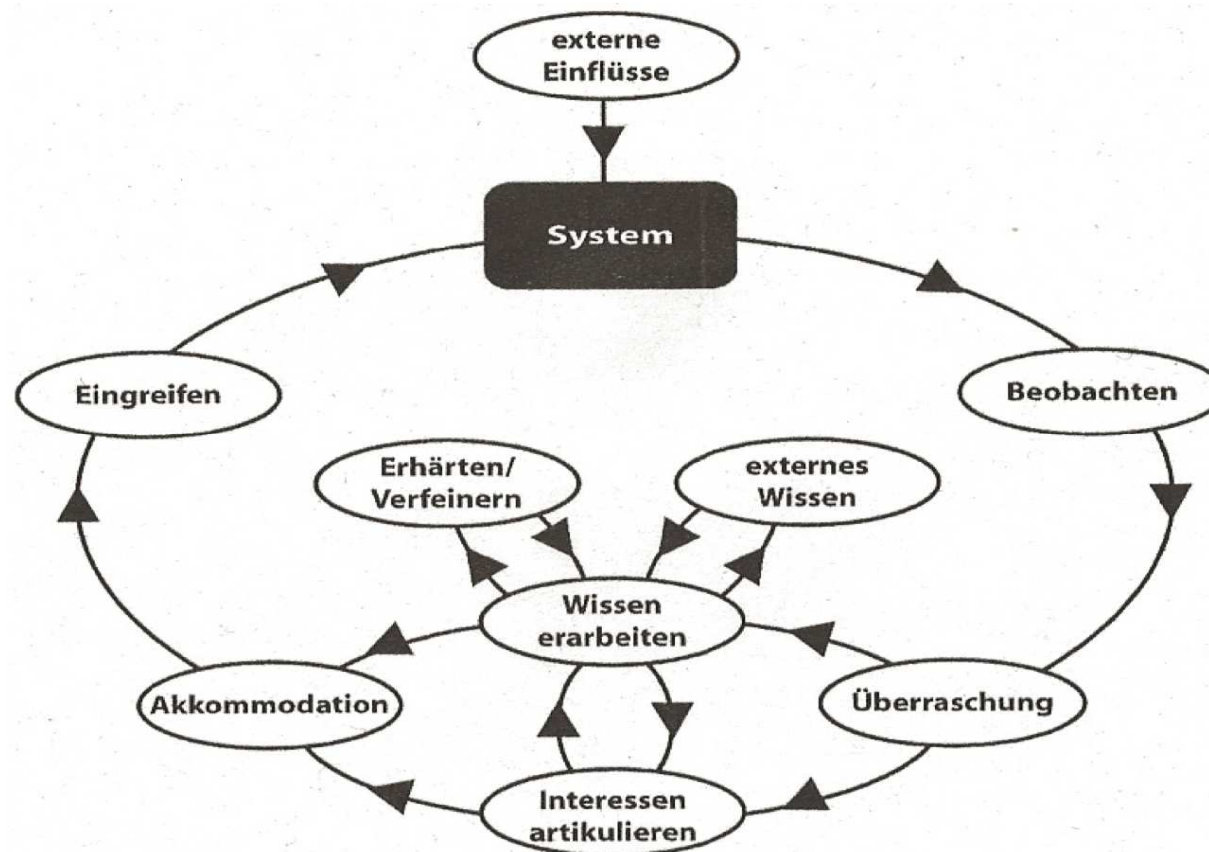 externe
Einflüsse
System
Eingreifen
Beobachten
Erhärten/
Verfeinern
externes
Wissen
Wissen
erarbeiten
Akkommodation
Überraschung
Interessen
artikulieren